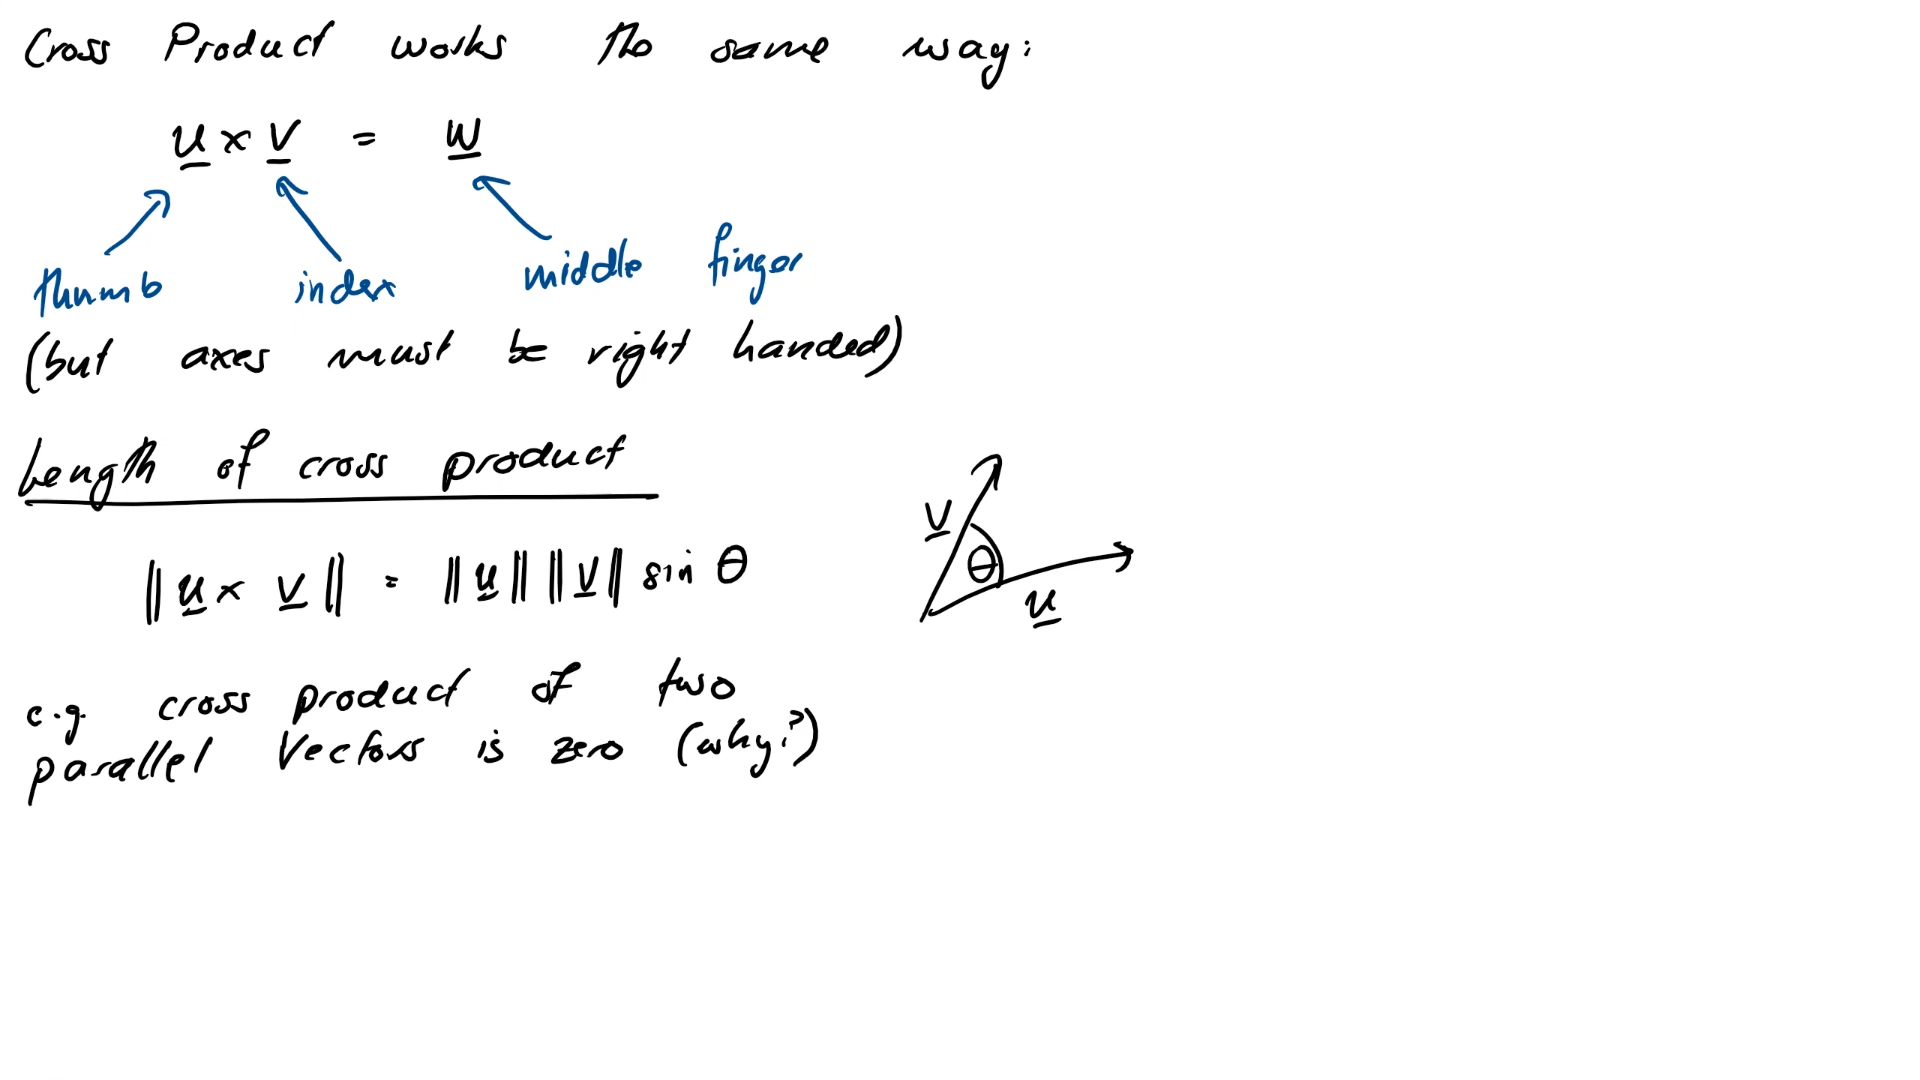 Cross Product works the same way:
u × v = w
thumb index middle finger
(but axes must be right handed)
Length of cross product
‖u × v‖ = ‖u‖ ‖v‖ sin θ
v
θ
u
e.g. cross product of two
parallel vectors is zero (why?)